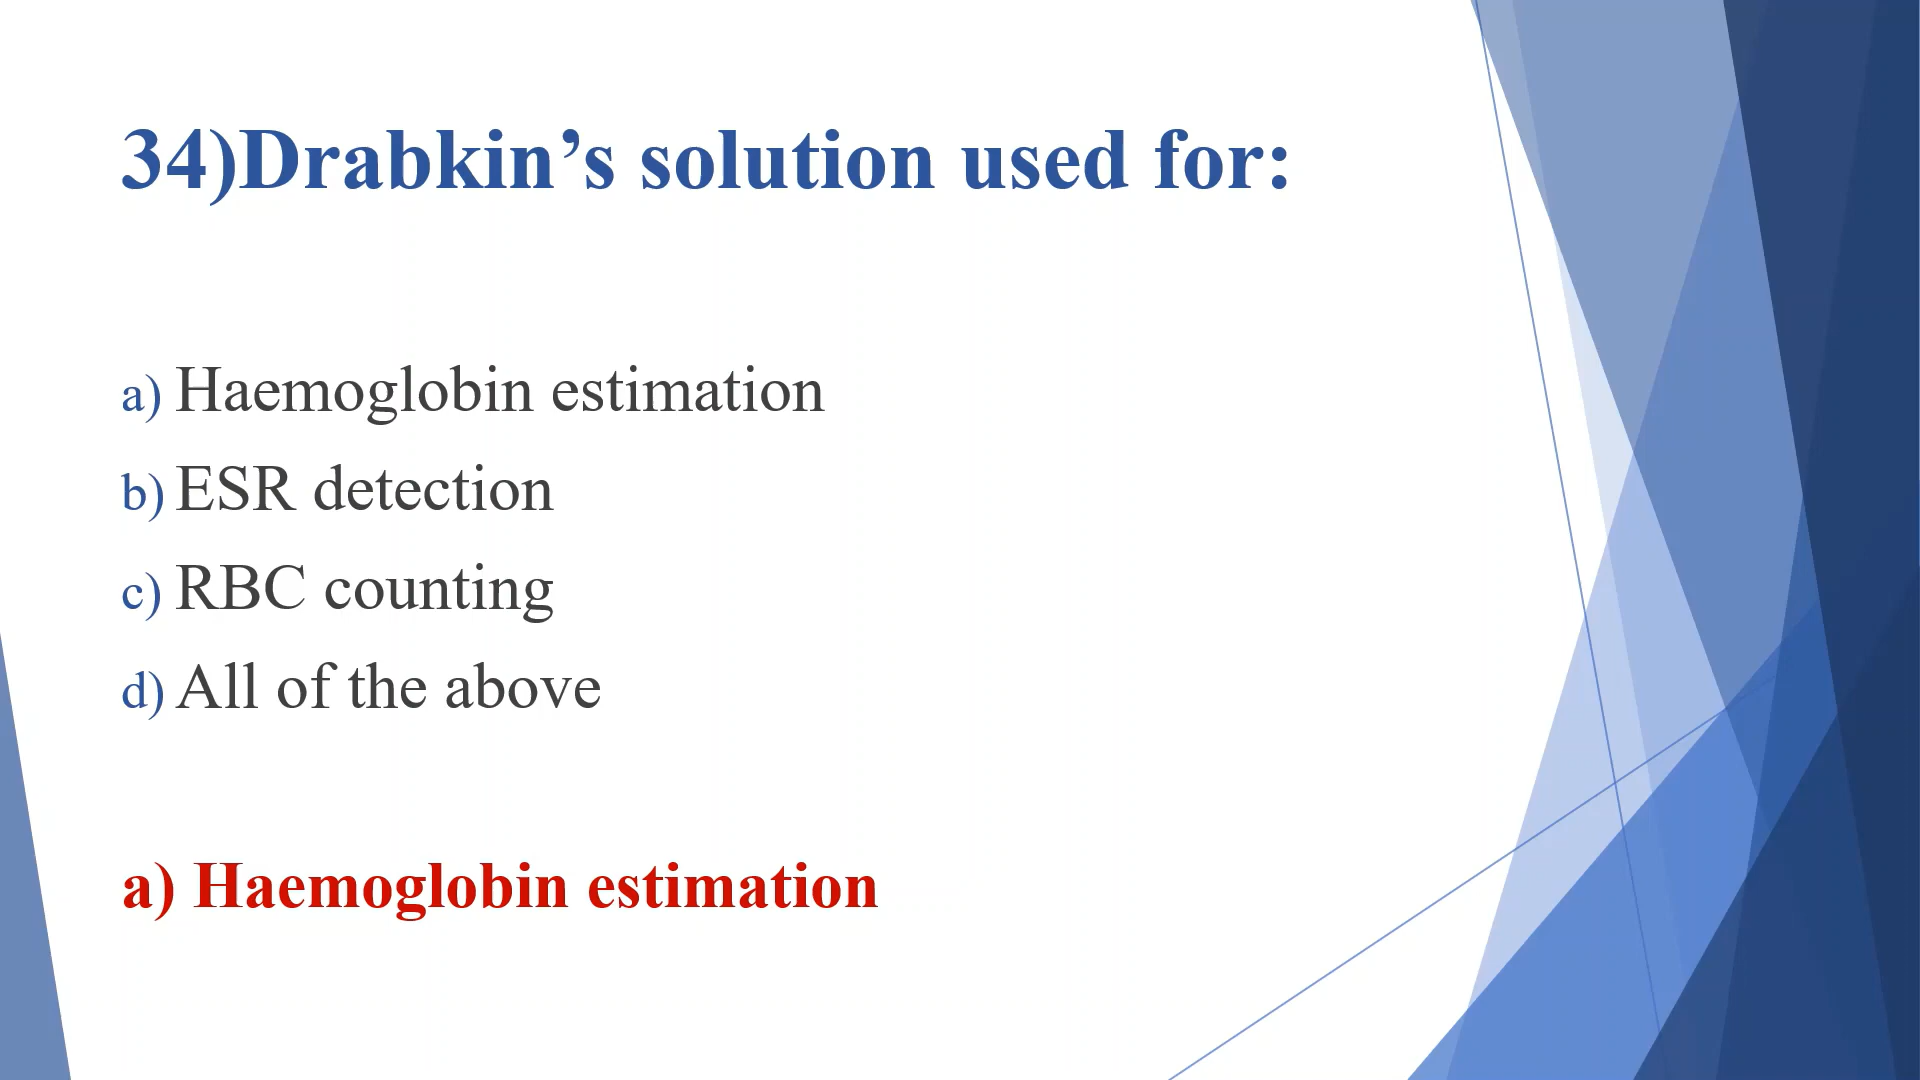 34)Drabkin’s solution used for:
a) Haemoglobin estimation
b) ESR detection
c) RBC counting
d) All of the above
a) Haemoglobin estimation